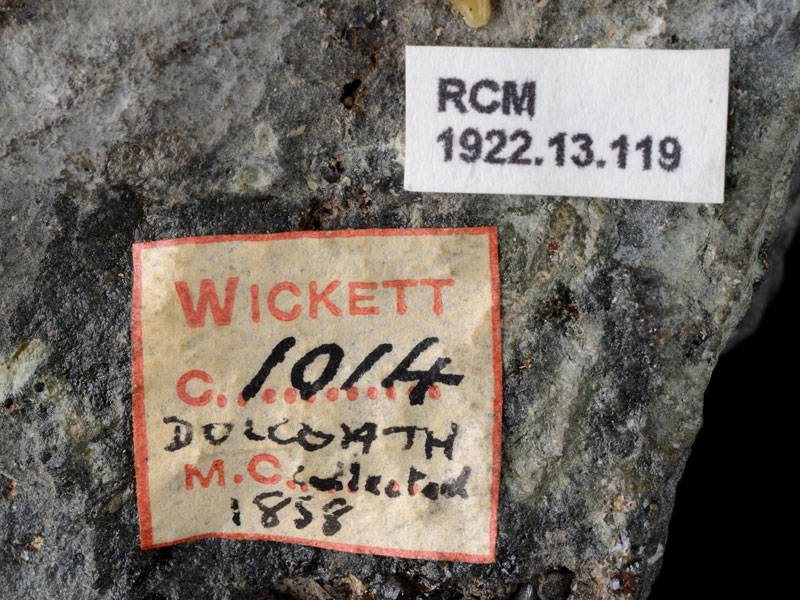 RCM
1922.13.119
WICKETT
C. 1014
DOLCOATH
M.C. Collected
1858